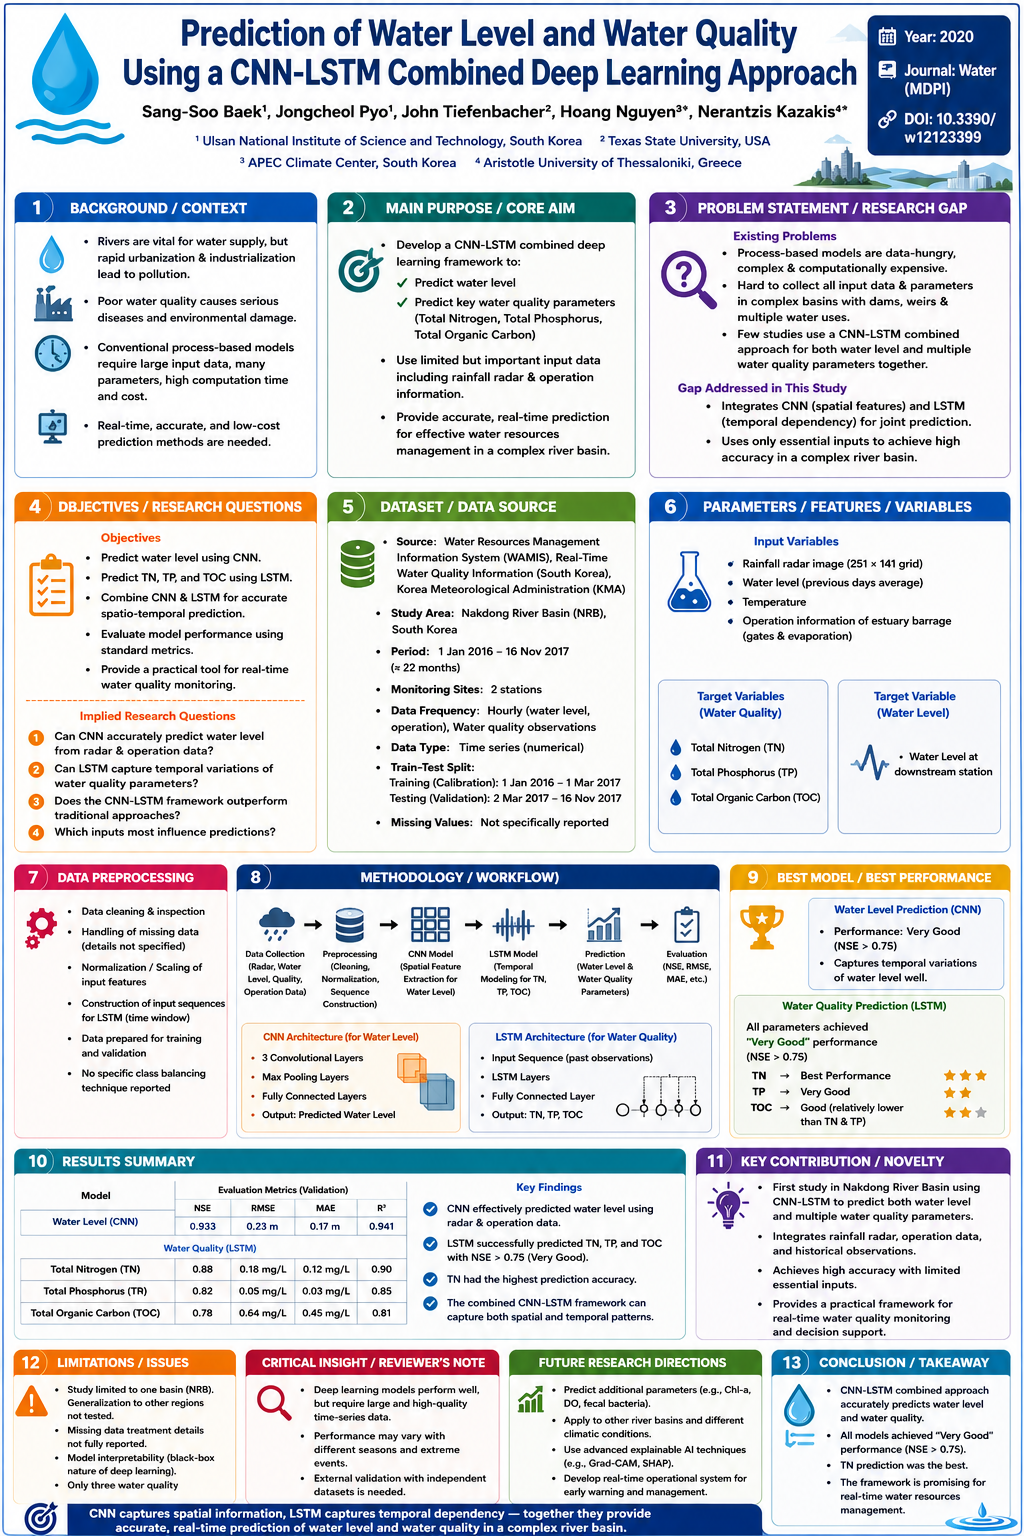 Prediction of Water Level and Water Quality
Using a CNN-LSTM Combined Deep Learning Approach
Sang-Soo Baek¹, Jongcheol Pyo¹, John Tiefenbacher², Hoang Nguyen³*, Nerantzis Kazakis⁴*
¹ Ulsan National Institute of Science and Technology, South Korea ² Texas State University, USA
³ APEC Climate Center, South Korea ⁴ Aristotle University of Thessaloniki, Greece
Year: 2020
Journal: Water
(MDPI)
DOI: 10.3390/
w12123399
1 BACKGROUND / CONTEXT
• Rivers are vital for water supply, but
rapid urbanization & industrialization
lead to pollution.
• Poor water quality causes serious
diseases and environmental damage.
• Conventional process-based models
require large input data, many
parameters, high computation time
and cost.
• Real-time, accurate, and low-cost
prediction methods are needed.
2 MAIN PURPOSE / CORE AIM
• Develop a CNN-LSTM combined deep
learning framework to:
✓ Predict water level
✓ Predict key water quality parameters
(Total Nitrogen, Total Phosphorus,
Total Organic Carbon)
• Use limited but important input data
including rainfall radar & operation
information.
• Provide accurate, real-time prediction
for effective water resources
management in a complex river basin.
3 PROBLEM STATEMENT / RESEARCH GAP
Existing Problems
• Process-based models are data-hungry,
complex & computationally expensive.
• Hard to collect all input data & parameters
in complex basins with dams, weirs &
multiple water uses.
• Few studies use a CNN-LSTM combined
approach for both water level and multiple
water quality parameters together.
Gap Addressed in This Study
• Integrates CNN (spatial features) and LSTM
(temporal dependency) for joint prediction.
• Uses only essential inputs to achieve high
accuracy in a complex river basin.
4 DBJECTIVES / RESEARCH QUESTIONS
Objectives
• Predict water level using CNN.
• Predict TN, TP, and TOC using LSTM.
• Combine CNN & LSTM for accurate
spatio-temporal prediction.
• Evaluate model performance using
standard metrics.
• Provide a practical tool for real-time
water quality monitoring.
Implied Research Questions
1 Can CNN accurately predict water level
from radar & operation data?
2 Can LSTM capture temporal variations of
water quality parameters?
3 Does the CNN-LSTM framework outperform
traditional approaches?
4 Which inputs most influence predictions?
5 DATASET / DATA SOURCE
• Source: Water Resources Management
Information System (WAMIS), Real-Time
Water Quality Information (South Korea),
Korea Meteorological Administration (KMA)
• Study Area: Nakdong River Basin (NRB),
South Korea
• Period: 1 Jan 2016 – 16 Nov 2017
(≈ 22 months)
• Monitoring Sites: 2 stations
• Data Frequency: Hourly (water level,
operation), Water quality observations
• Data Type: Time series (numerical)
• Train-Test Split:
Training (Calibration): 1 Jan 2016 – 1 Mar 2017
Testing (Validation): 2 Mar 2017 – 16 Nov 2017
• Missing Values: Not specifically reported
6 PARAMETERS / FEATURES / VARIABLES
Input Variables
• Rainfall radar image (251 × 141 grid)
• Water level (previous days average)
• Temperature
• Operation information of estuary barrage
(gates & evaporation)
Target Variables
(Water Quality)
Total Nitrogen (TN)
Total Phosphorus (TP)
Total Organic Carbon (TOC)
Target Variable
(Water Level)
• Water Level at
downstream station
7 DATA PREPROCESSING
• Data cleaning & inspection
• Handling of missing data
(details not specified)
• Normalization / Scaling of
input features
• Construction of input sequences
for LSTM (time window)
• Data prepared for training
and validation
• No specific class balancing
technique reported
8 METHODOLOGY / WORKFLOW)
Data Collection
(Radar, Water
Level, Quality,
Operation Data)
Preprocessing
(Cleaning,
Normalization,
Sequence
Construction)
CNN Model
(Spatial Feature
Extraction for
Water Level)
LSTM Model
(Temporal
Modeling for TN,
TP, TOC)
Prediction
(Water Level &
Water Quality
Parameters)
Evaluation
(NSE, RMSE,
MAE, etc.)
CNN Architecture (for Water Level)
• 3 Convolutional Layers
• Max Pooling Layers
• Fully Connected Layers
• Output: Predicted Water Level
LSTM Architecture (for Water Quality)
• Input Sequence (past observations)
• LSTM Layers
• Fully Connected Layer
• Output: TN, TP, TOC
9 BEST MODEL / BEST PERFORMANCE
Water Level Prediction (CNN)
• Performance: Very Good
(NSE > 0.75)
• Captures temporal variations
of water level well.
Water Quality Prediction (LSTM)
All parameters achieved
“Very Good” performance
(NSE > 0.75)
TN → Best Performance
TP → Very Good
TOC → Good (relatively lower
than TN & TP)
10 RESULTS SUMMARY
Model Evaluation Metrics (Validation)
NSE RMSE MAE R²
Water Level (CNN) 0.933 0.23 m 0.17 m 0.941
Water Quality (LSTM)
Total Nitrogen (TN) 0.88 0.18 mg/L 0.12 mg/L 0.90
Total Phosphorus (TR) 0.82 0.05 mg/L 0.03 mg/L 0.85
Total Organic Carbon (TOC) 0.78 0.64 mg/L 0.45 mg/L 0.81
Key Findings
CNN effectively predicted water level using
radar & operation data.
LSTM successfully predicted TN, TP, and TOC
with NSE > 0.75 (Very Good).
TN had the highest prediction accuracy.
The combined CNN-LSTM framework can
capture both spatial and temporal patterns.
11 KEY CONTRIBUTION / NOVELTY
• First study in Nakdong River Basin using
CNN-LSTM to predict both water level
and multiple water quality parameters.
• Integrates rainfall radar, operation data,
and historical observations.
• Achieves high accuracy with limited
essential inputs.
• Provides a practical framework for
real-time water quality monitoring
and decision support.
12 LIMITATIONS / ISSUES
• Study limited to one basin (NRB).
Generalization to other regions
not tested.
• Missing data treatment details
not fully reported.
• Model interpretability (black-box
nature of deep learning).
• Only three water quality
CRITICAL INSIGHT / REVIEWER'S NOTE
• Deep learning models perform well,
but require large and high-quality
time-series data.
• Performance may vary with
different seasons and extreme
events.
• External validation with independent
datasets is needed.
FUTURE RESEARCH DIRECTIONS
• Predict additional parameters (e.g., Chl-a,
DO, fecal bacteria).
• Apply to other river basins and different
climatic conditions.
• Use advanced explainable AI techniques
(e.g., Grad-CAM, SHAP).
• Develop real-time operational system for
early warning and management.
13 CONCLUSION / TAKEAWAY
• CNN-LSTM combined approach
accurately predicts water level
and water quality.
• All models achieved “Very Good”
performance (NSE > 0.75).
• TN prediction was the best.
• The framework is promising for
real-time water resources
management.
CNN captures spatial information, LSTM captures temporal dependency — together they provide
accurate, real-time prediction of water level and water quality in a complex river basin.